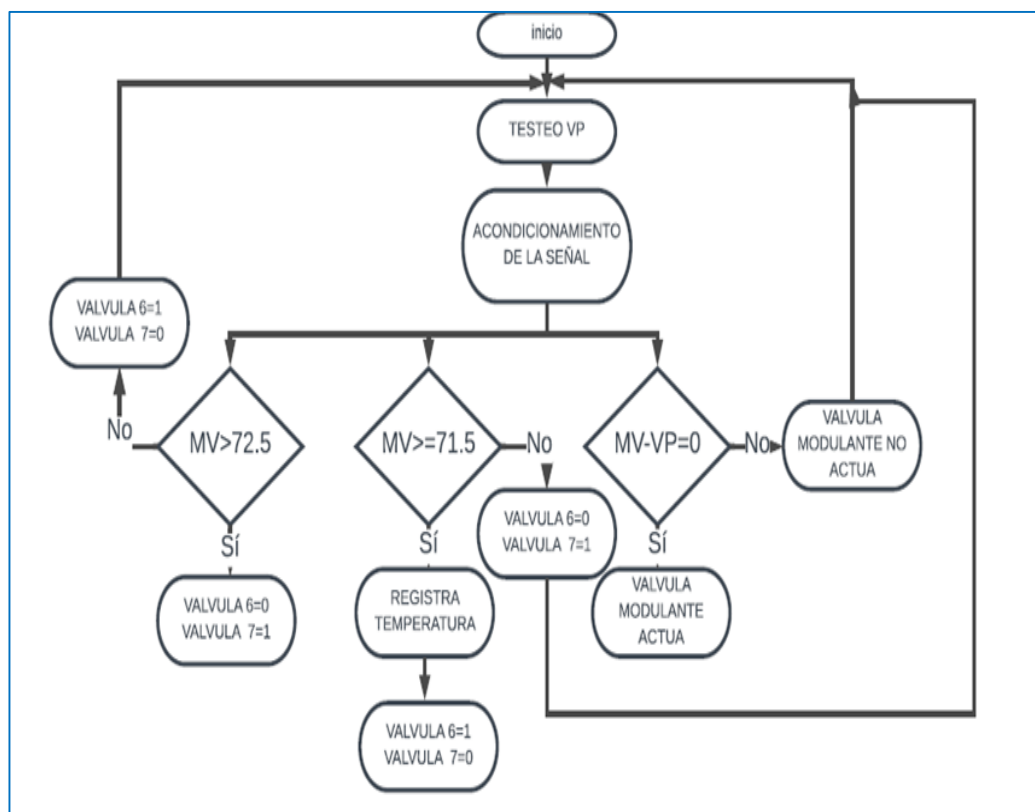 inicio
TESTEO VP
ACONDICIONAMIENTO
DE LA SEÑAL
VALVULA 6=1
VALVULA 7=0
No
MV>72.5
MV>=71.5
No
MV-VP=0
No
VALVULA
MODULANTE NO
ACTUA
Sí
Sí
VALVULA 6=0
VALVULA 7=1
Sí
VALVULA 6=0
VALVULA 7=1
REGISTRA
TEMPERATURA
VALVULA
MODULANTE
ACTUA
VALVULA 6=1
VALVULA 7=0